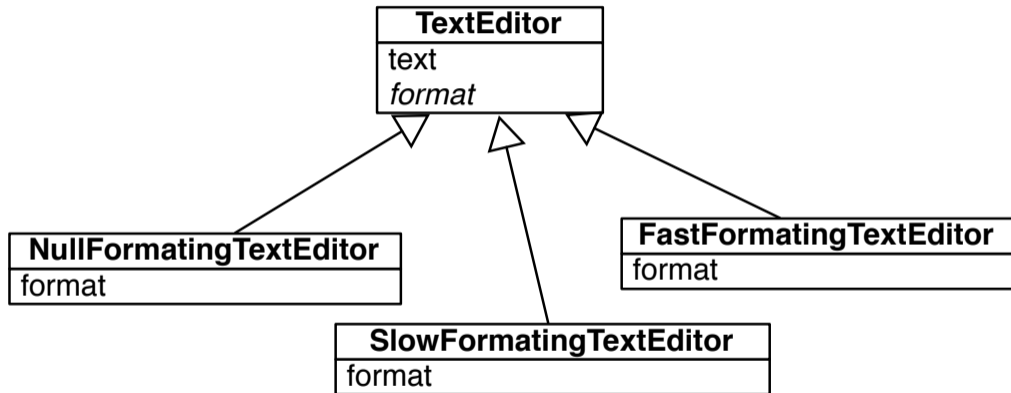 TextEditor
text
format
NullFormatingTextEditor
format
FastFormatingTextEditor
format
SlowFormatingTextEditor
format